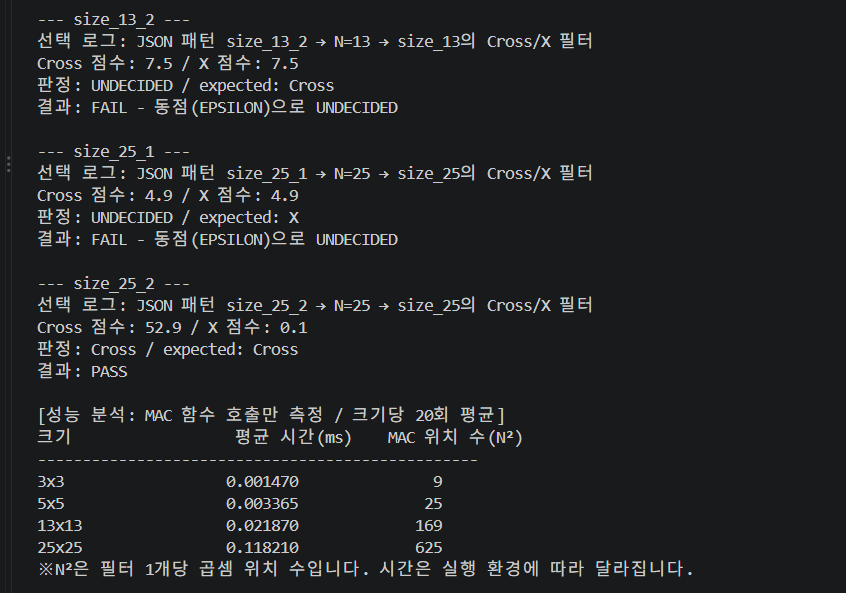 --- size_13_2 ---
선택 로그: JSON 패턴 size_13_2 → N=13 → size_13의 Cross/X 필터
Cross 점수: 7.5 / X 점수: 7.5
판정: UNDECIDED / expected: Cross
결과: FAIL - 동점(EPSILON)으로 UNDECIDED
--- size_25_1 ---
선택 로그: JSON 패턴 size_25_1 → N=25 → size_25의 Cross/X 필터
Cross 점수: 4.9 / X 점수: 4.9
판정: UNDECIDED / expected: X
결과: FAIL - 동점(EPSILON)으로 UNDECIDED
--- size_25_2 ---
선택 로그: JSON 패턴 size_25_2 → N=25 → size_25의 Cross/X 필터
Cross 점수: 52.9 / X 점수: 0.1
판정: Cross / expected: Cross
결과: PASS
[성능 분석: MAC 함수 호출만 측정 / 크기당 20회 평균]
크기 평균 시간(ms) MAC 위치 수(N²)
-------------------------------------------------
3x3 0.001470 9
5x5 0.003365 25
13x13 0.021870 169
25x25 0.118210 625
※N²은 필터 1개당 곱셈 위치 수입니다. 시간은 실행 환경에 따라 달라집니다.